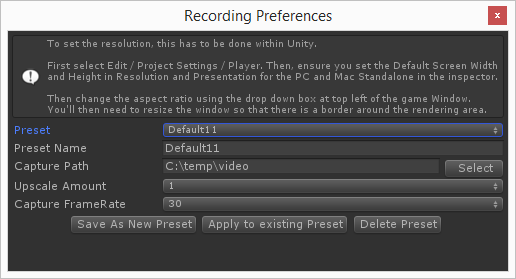 Recording Preferences
x
To set the resolution, this has to be done within Unity.
First select Edit / Project Settings / Player. Then, ensure you set the Default Screen Width
and Height in Resolution and Presentation for the PC and Mac Standalone in the inspector.
Then change the aspect ratio using the drop down box at top left of the game Window.
You'll then need to resize the window so that there is a border around the rendering area.
Preset Default11
Preset Name Default11
Capture Path C:\temp\video Select
Upscale Amount 1
Capture FrameRate 30
Save As New Preset Apply to existing Preset Delete Preset